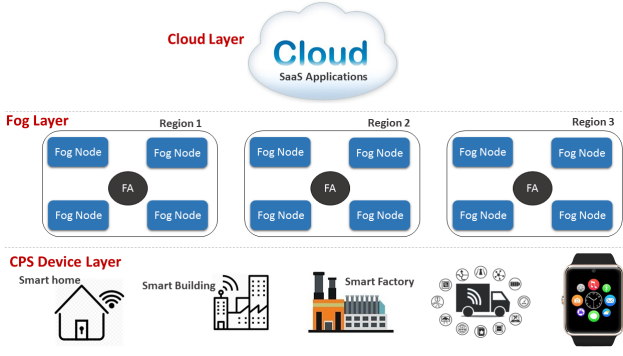 Cloud Layer
Cloud
SaaS Applications
Fog Layer
Region 1
Region 2
Region 3
Fog Node
Fog Node
Fog Node
Fog Node
Fog Node
Fog Node
FA
FA
FA
Fog Node
Fog Node
Fog Node
Fog Node
Fog Node
Fog Node
CPS Device Layer
Smart home
Smart Building
Smart Factory